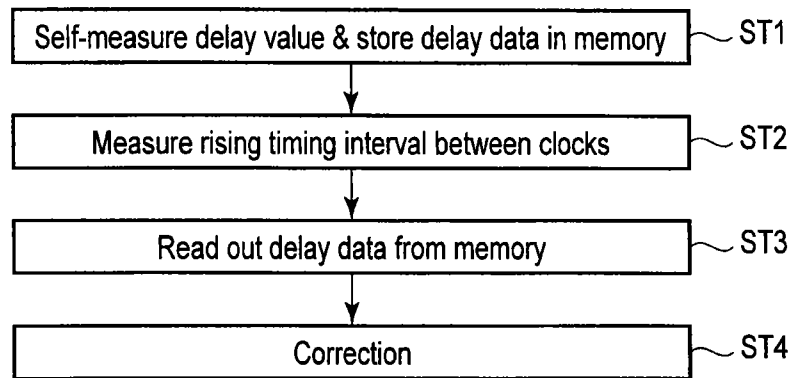 Self-measure delay value & store delay data in memory ST1
Measure rising timing interval between clocks ST2
Read out delay data from memory ST3
Correction ST4